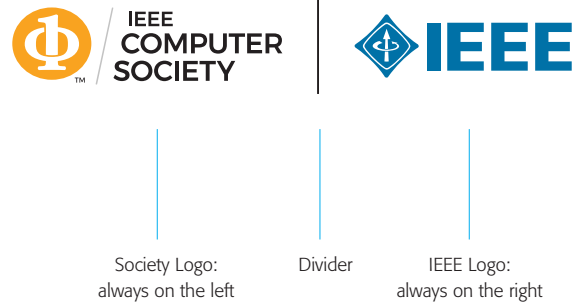 IEEE
COMPUTER
SOCIETY
™
IEEE
Society Logo:
always on the left
Divider
IEEE Logo:
always on the right